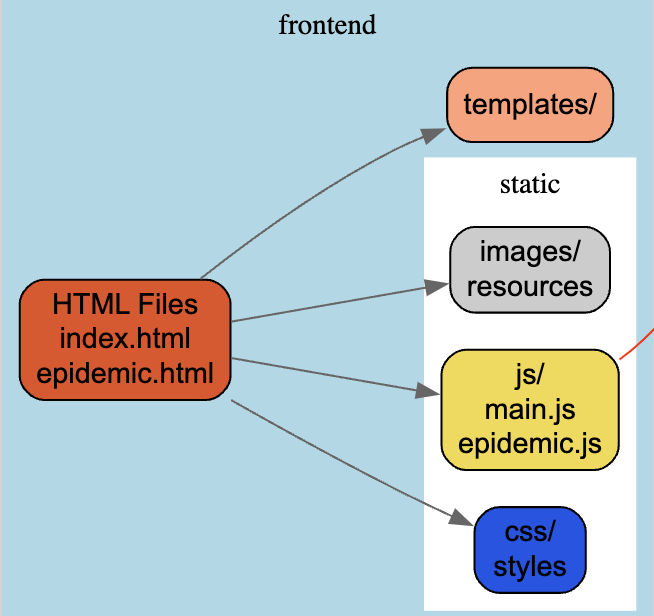 frontend
templates/
static
images/
resources
HTML Files
index.html
epidemic.html
js/
main.js
epidemic.js
css/
styles